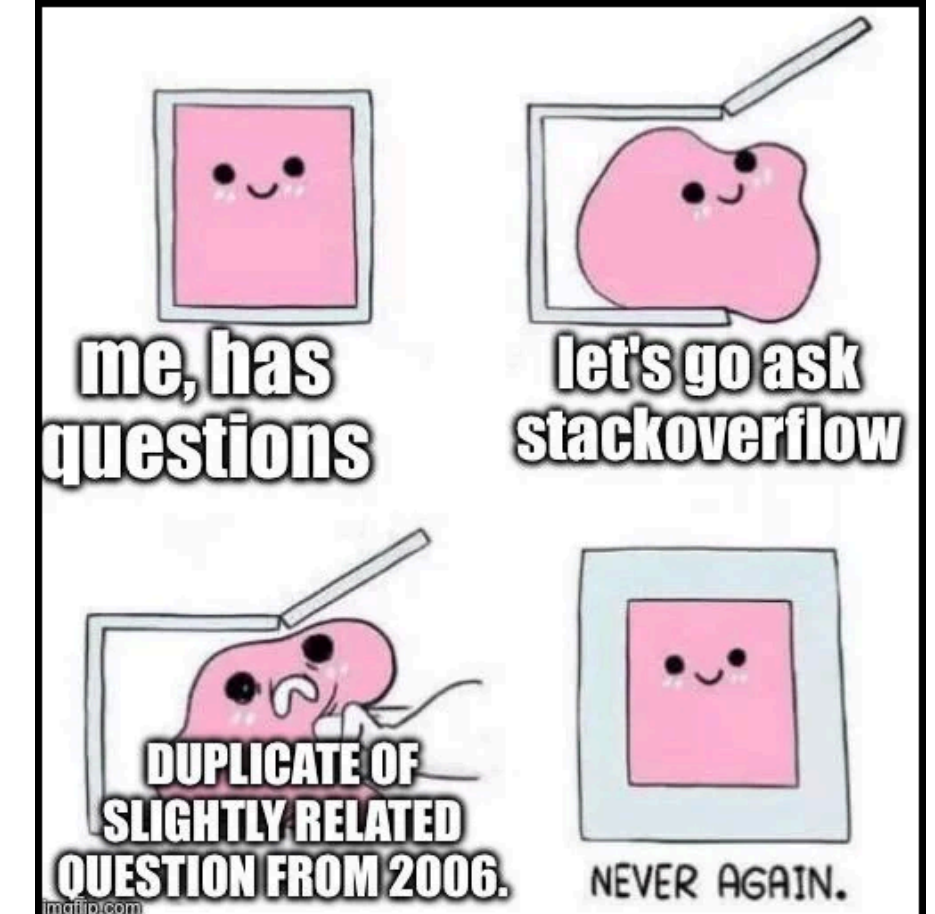 me, has
questions
let's go ask
stackoverflow
DUPLICATE OF
SLIGHTLY RELATED
QUESTION FROM 2006.
NEVER AGAIN.
imgflip.com